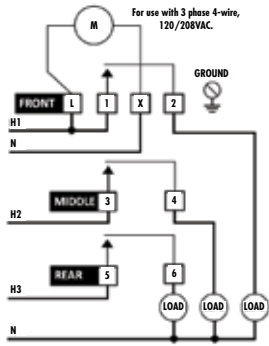 M
For use with 3 phase 4-wire,
120/208VAC.
GROUND
FRONT L 1 X 2
H1
N
MIDDLE 3 4
H2
REAR 5 6
H3
LOAD LOAD LOAD
N